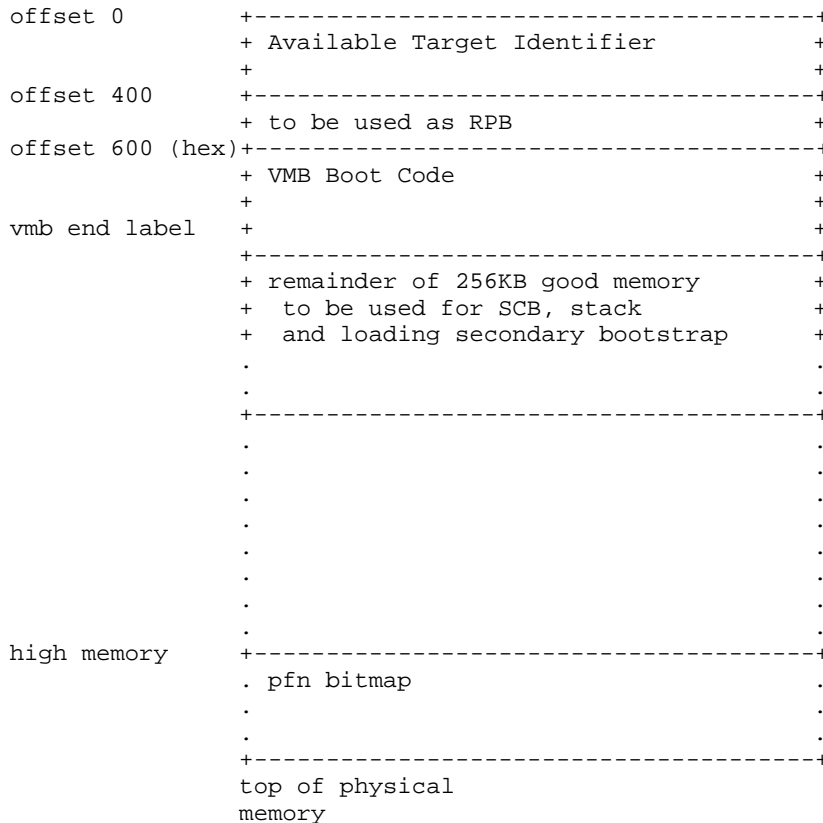 offset 0        +---------------------------------------+
                + Available Target Identifier           +
                +                                       +
offset 400      +---------------------------------------+
                + to be used as RPB                     +
offset 600 (hex)+---------------------------------------+
                + VMB Boot Code                         +
                +                                       +
vmb end label   +                                       +
                +---------------------------------------+
                + remainder of 256KB good memory        +
                +  to be used for SCB, stack            +
                +  and loading secondary bootstrap      +
                .                                       .
                .                                       .
                +---------------------------------------+
                .                                       .
                .                                       .
                .                                       .
                .                                       .
                .                                       .
                .                                       .
                .                                       .
                .                                       .
high memory     +---------------------------------------+
                . pfn bitmap                            .
                .                                       .
                .                                       .
                +---------------------------------------+
                top of physical
                memory